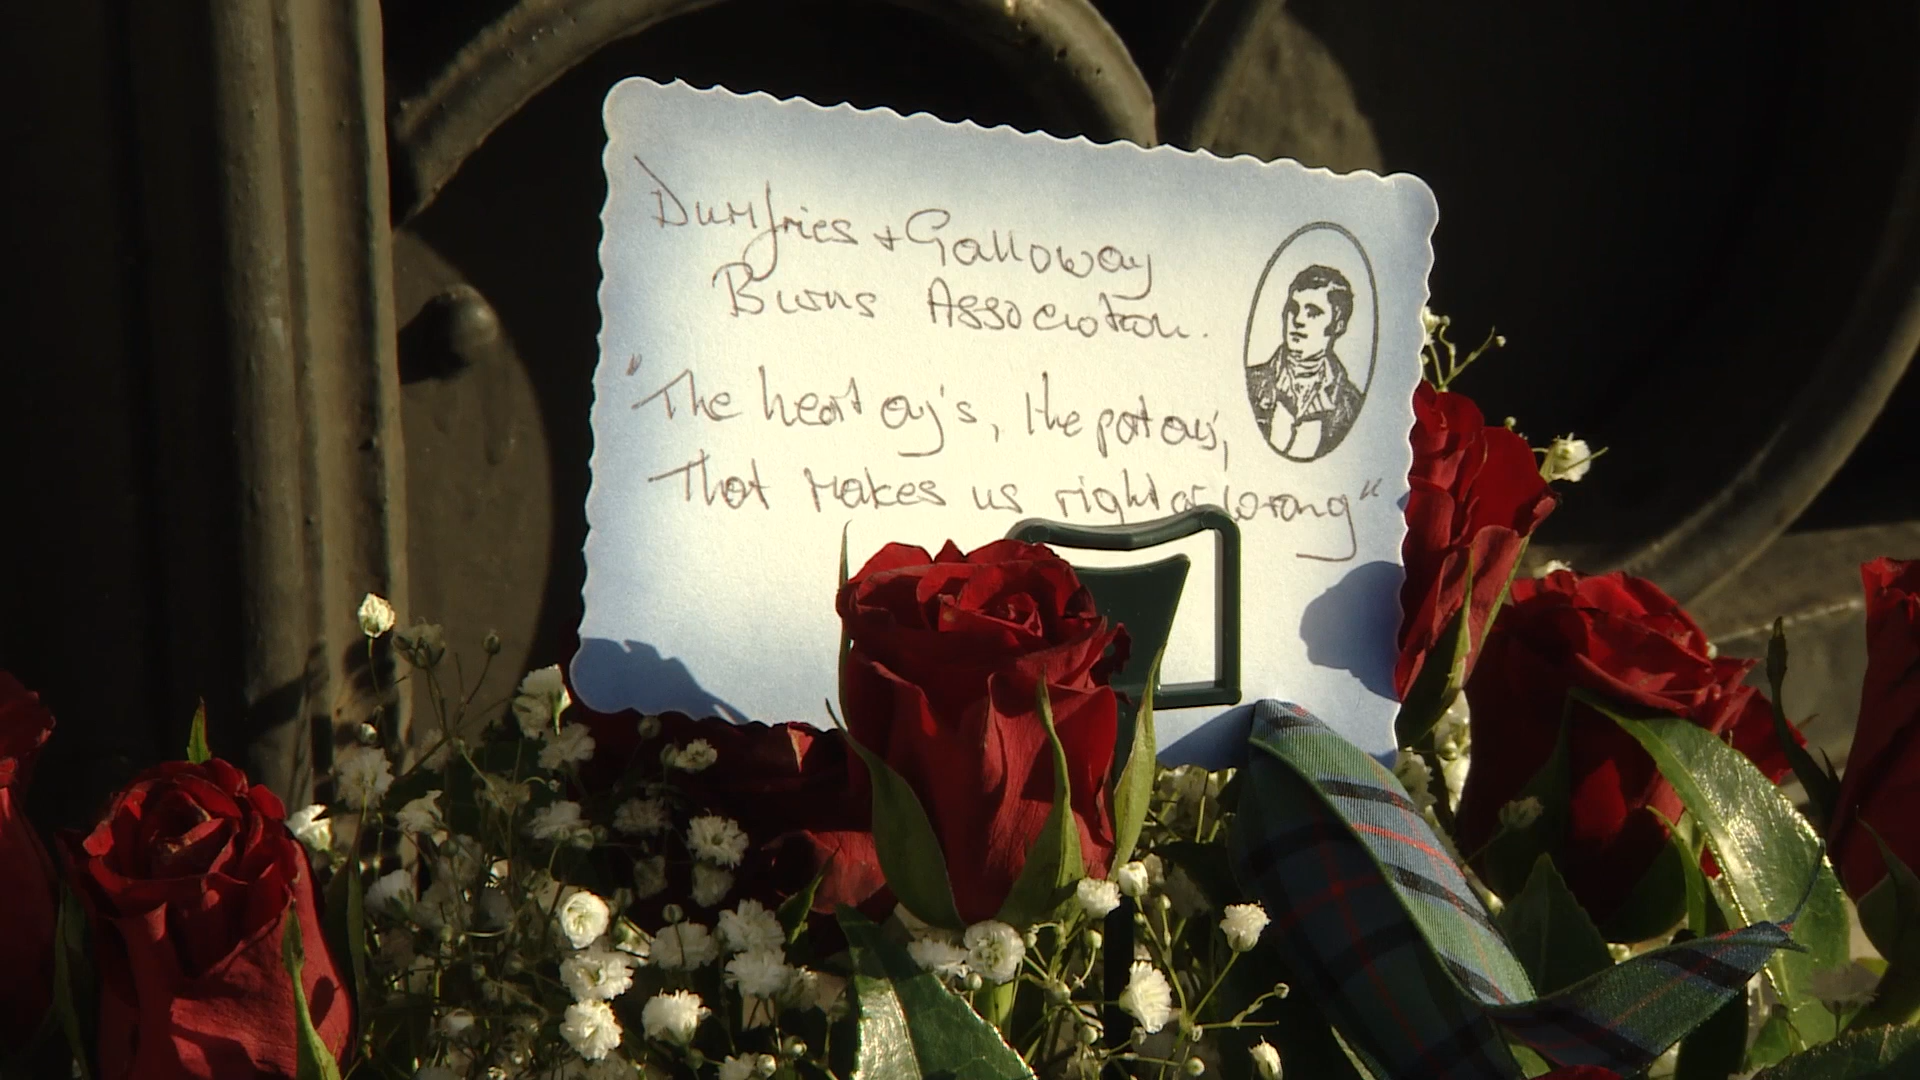 Dumfries + Galloway
Burns Association.
"The heart ay's, the part ay,
That makes us right or wrong"